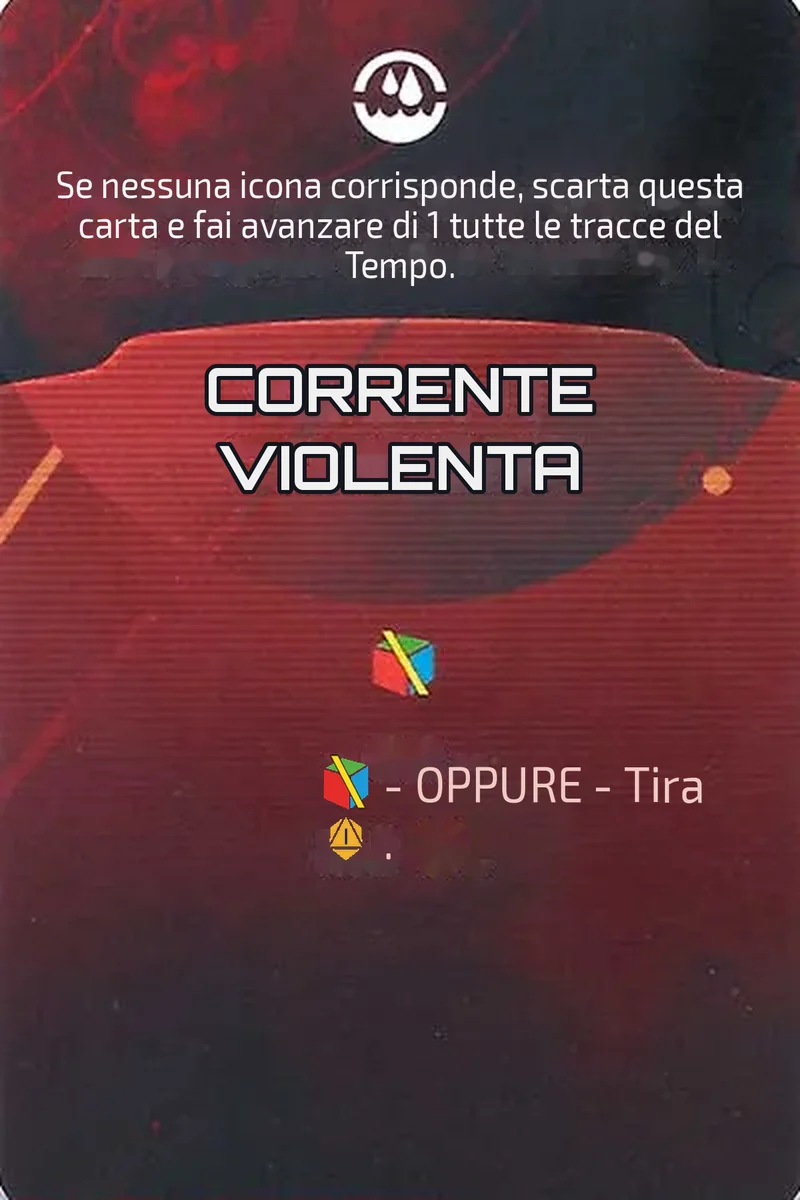 Se nessuna icona corrisponde, scarta questa
carta e fai avanzare di 1 tutte le tracce del
Tempo.
CORRENTE
VIOLENTA
- OPPURE - Tira
.